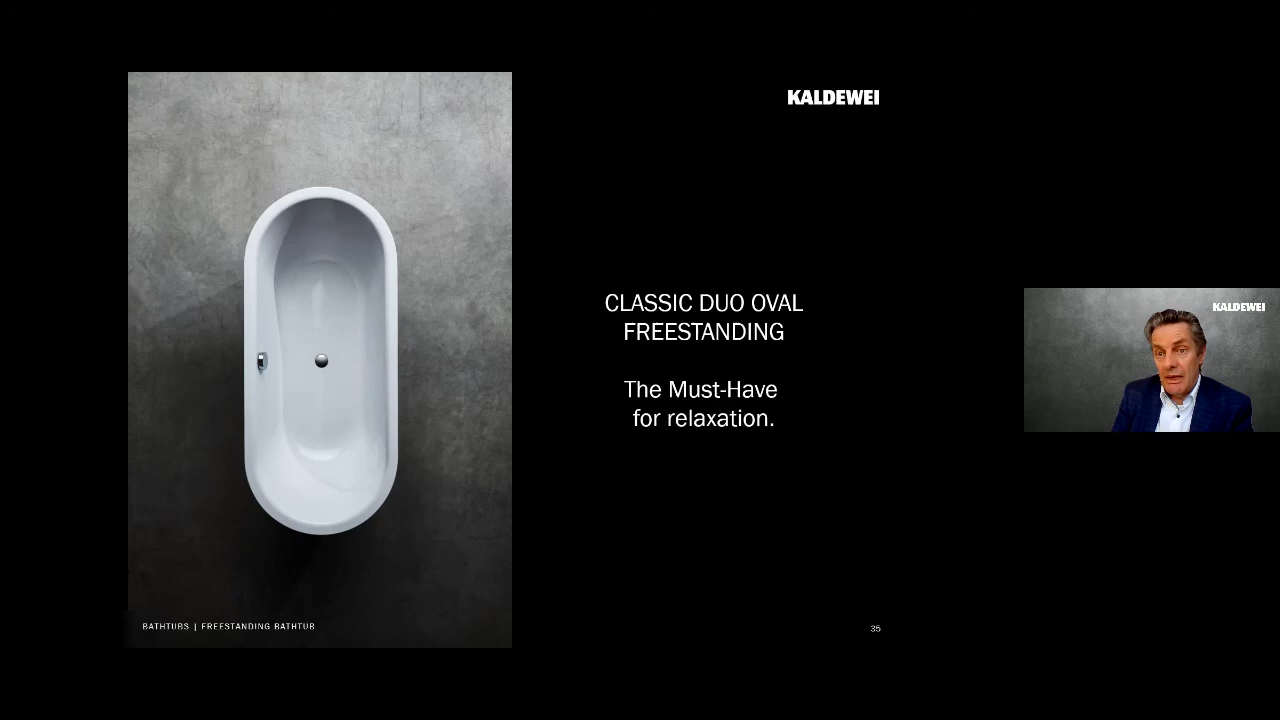 KALDEWEI
CLASSIC DUO OVAL
FREESTANDING
The Must-Have
for relaxation.
KALDEWEI
BATHTUBS | FREESTANDING BATHTUB
35